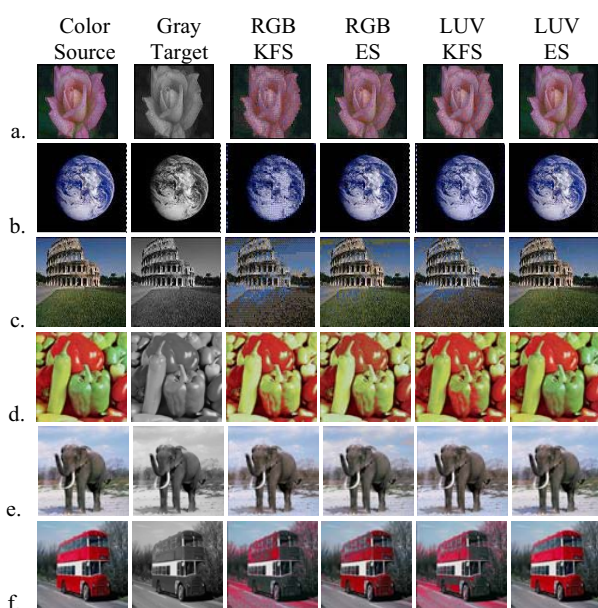 Color Gray RGB RGB LUV LUV
Source Target KFS ES KFS ES
a.
b.
c.
d.
e.
f